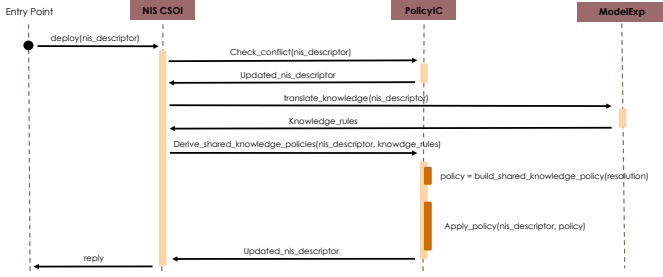 Entry Point
NIS CSOI
PolicyIC
ModelExp
deploy(nis_descriptor)
Check_conflict(nis_descriptor)
Updated_nis_descriptor
translate_knowledge(nis_descriptor)
Knowledge_rules
Derive_shared_knowledge_policies(nis_descriptor, knowdge_rules)
policy = build_shared_knowledge_policy(resolution)
Apply_policy(nis_descriptor, policy)
Updated_nis_descriptor
reply